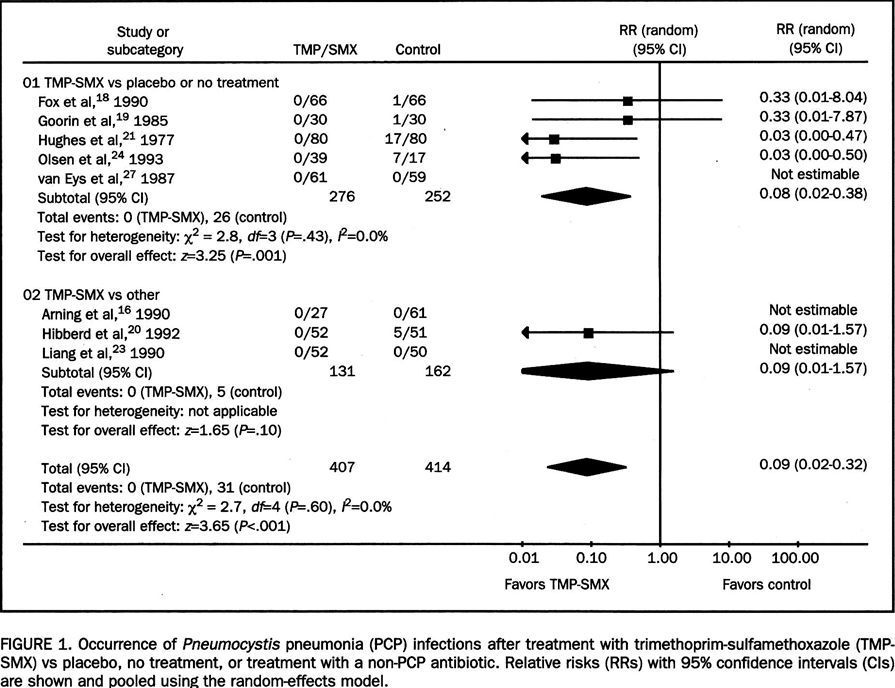 Study or subcategory TMP/SMX Control RR (random) (95% CI) RR (random) (95% CI)
01 TMP-SMX vs placebo or no treatment
Fox et al,18 1990 0/66 1/66 0.33 (0.01-8.04)
Goorin et al,19 1985 0/30 1/30 0.33 (0.01-7.87)
Hughes et al,21 1977 0/80 17/80 0.03 (0.00-0.47)
Olsen et al,24 1993 0/39 7/17 0.03 (0.00-0.50)
van Eys et al,27 1987 0/61 0/59 Not estimable
Subtotal (95% CI) 276 252 0.08 (0.02-0.38)
Total events: 0 (TMP-SMX), 26 (control)
Test for heterogeneity: χ² = 2.8, df=3 (P=.43), I²=0.0%
Test for overall effect: z=3.25 (P=.001)
02 TMP-SMX vs other
Arning et al,16 1990 0/27 0/61 Not estimable
Hibberd et al,20 1992 0/52 5/51 0.09 (0.01-1.57)
Liang et al,23 1990 0/52 0/50 Not estimable
Subtotal (95% CI) 131 162 0.09 (0.01-1.57)
Total events: 0 (TMP-SMX), 5 (control)
Test for heterogeneity: not applicable
Test for overall effect: z=1.65 (P=.10)
Total (95% CI) 407 414 0.09 (0.02-0.32)
Total events: 0 (TMP-SMX), 31 (control)
Test for heterogeneity: χ² = 2.7, df=4 (P=.60), I²=0.0%
Test for overall effect: z=3.65 (P<.001)
0.01 0.10 1.00 10.00 100.00
Favors TMP-SMX Favors control
FIGURE 1. Occurrence of Pneumocystis pneumonia (PCP) infections after treatment with trimethoprim-sulfamethoxazole (TMP-
SMX) vs placebo, no treatment, or treatment with a non-PCP antibiotic. Relative risks (RRs) with 95% confidence intervals (CIs)
are shown and pooled using the random-effects model.